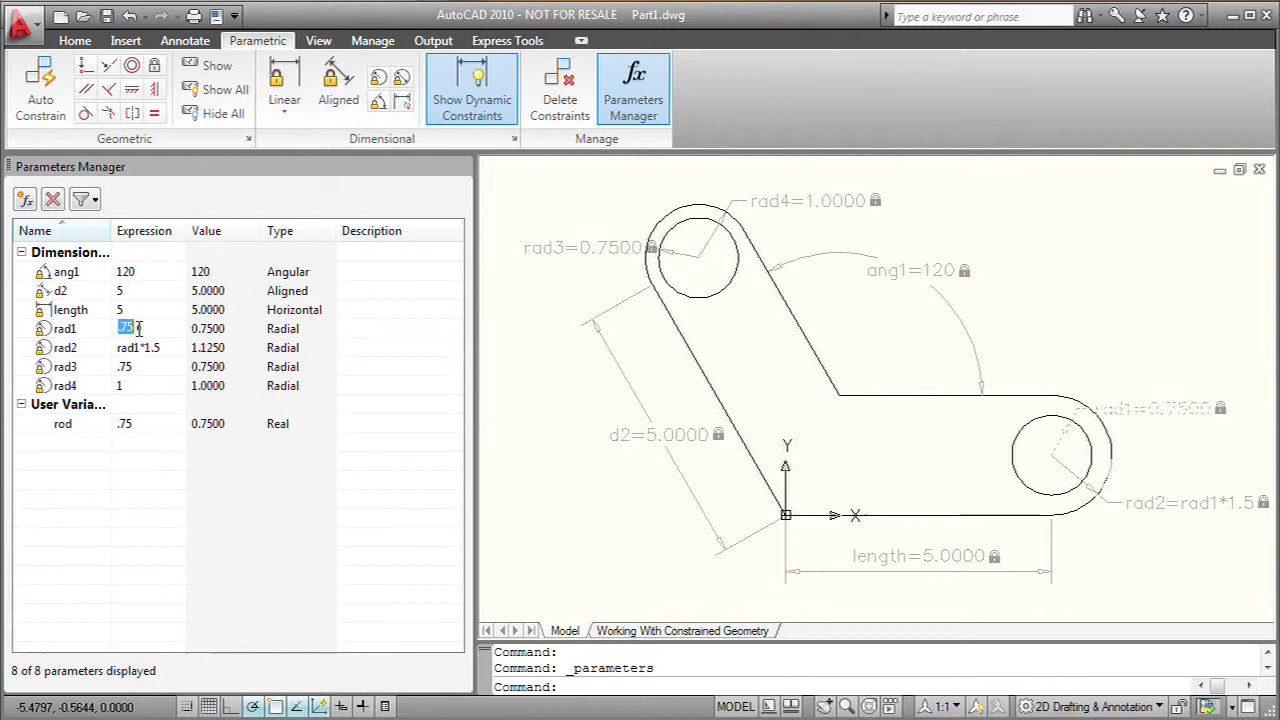 AutoCAD 2010 - NOT FOR RESALE Part1.dwg
Type a keyword or phrase
Home Insert Annotate Parametric View Manage Output Express Tools
Auto Constrain
Show
Show All
Hide All
Linear
Aligned
Show Dynamic Constraints
Delete Constraints
Parameters Manager
Geometric Dimensional Manage
Parameters Manager
Name Expression Value Type Description
Dimension...
ang1 120 120 Angular
d2 5 5.0000 Aligned
length 5 5.0000 Horizontal
rad1 .75 0.7500 Radial
rad2 rad1*1.5 1.1250 Radial
rad3 .75 0.7500 Radial
rad4 1 1.0000 Radial
User Varia...
rod .75 0.7500 Real
8 of 8 parameters displayed
rad4=1.0000
rad3=0.7500
ang1=120
rad1=0.7500
d2=5.0000
Y
rad2=rad1*1.5
X
length=5.0000
Model Working With Constrained Geometry
Command:
Command: _parameters
Command:
-5.4797, -0.5644, 0.0000
MODEL
1:1
2D Drafting & Annotation